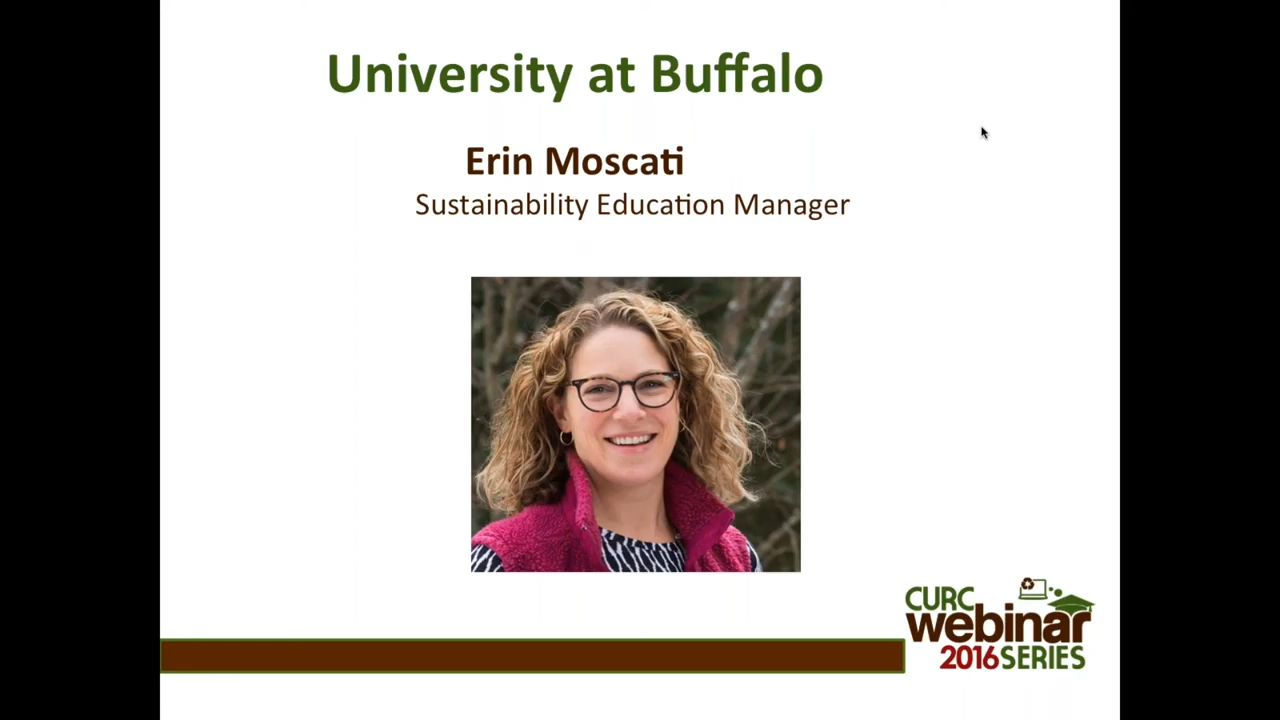 University at Buffalo
Erin Moscati
Sustainability Education Manager
CURC
webinar
2016 SERIES